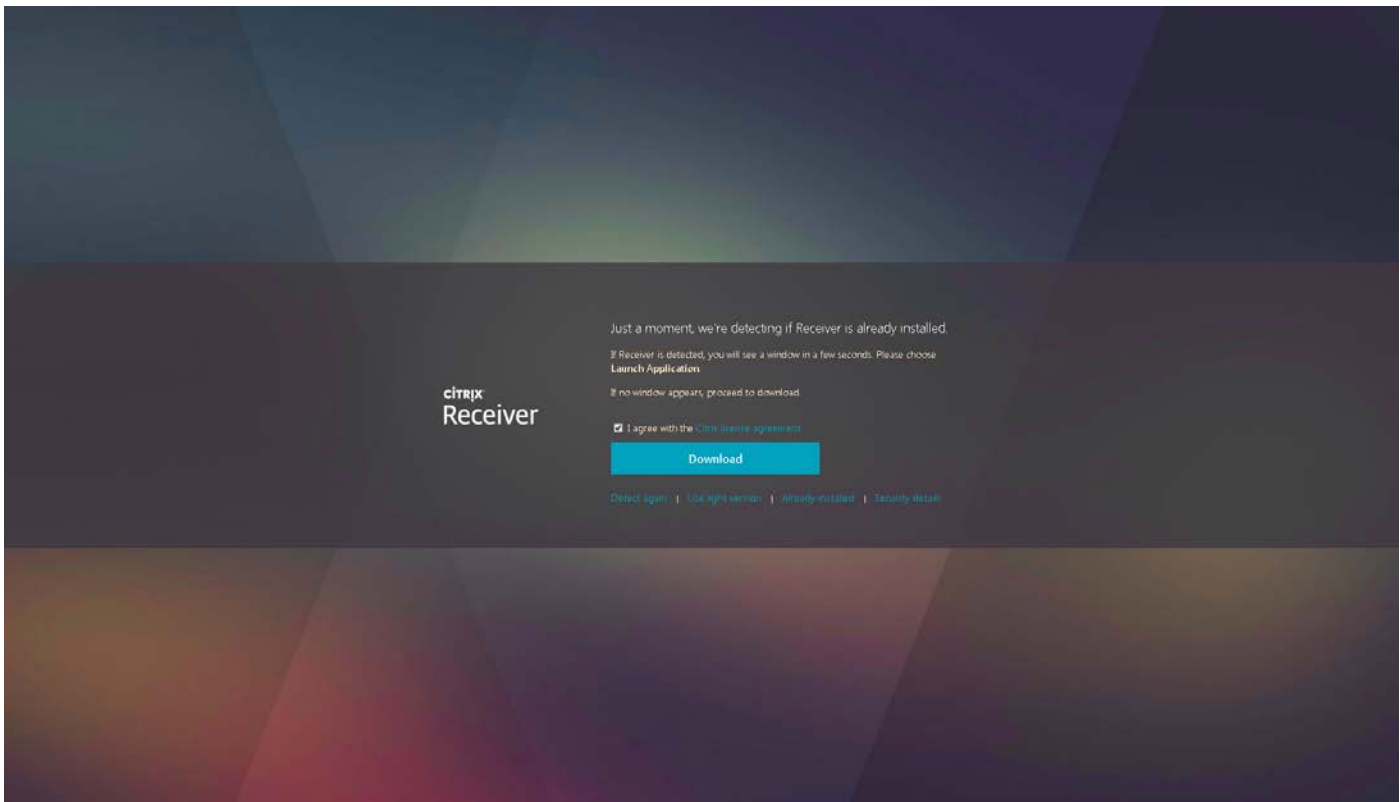 Just a moment, we're detecting if Receiver is already installed.
If Receiver is detected, you will see a window in a few seconds. Please choose
Launch Application
If no window appears, proceed to download.
CITRIX
Receiver
I agree with the Citrix license agreement
Download
Detect again | Use light version | Already installed | Security details